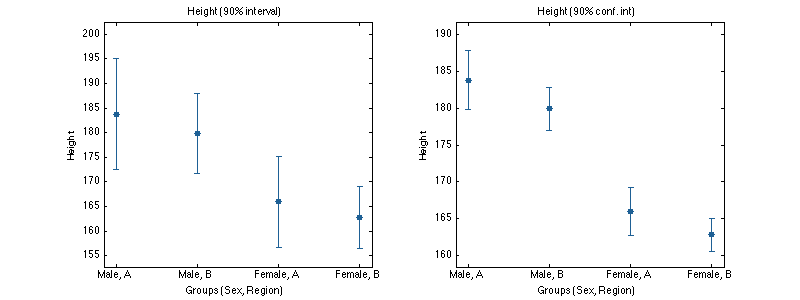 Height (90% interval)
200
195
190
185
180
175
170
165
160
155
Height
Male, A
Male, B
Female, A
Female, B
Groups (Sex, Region)
Height (90% conf. int)
190
185
180
175
170
165
160
Height
Male, A
Male, B
Female, A
Female, B
Groups (Sex, Region)